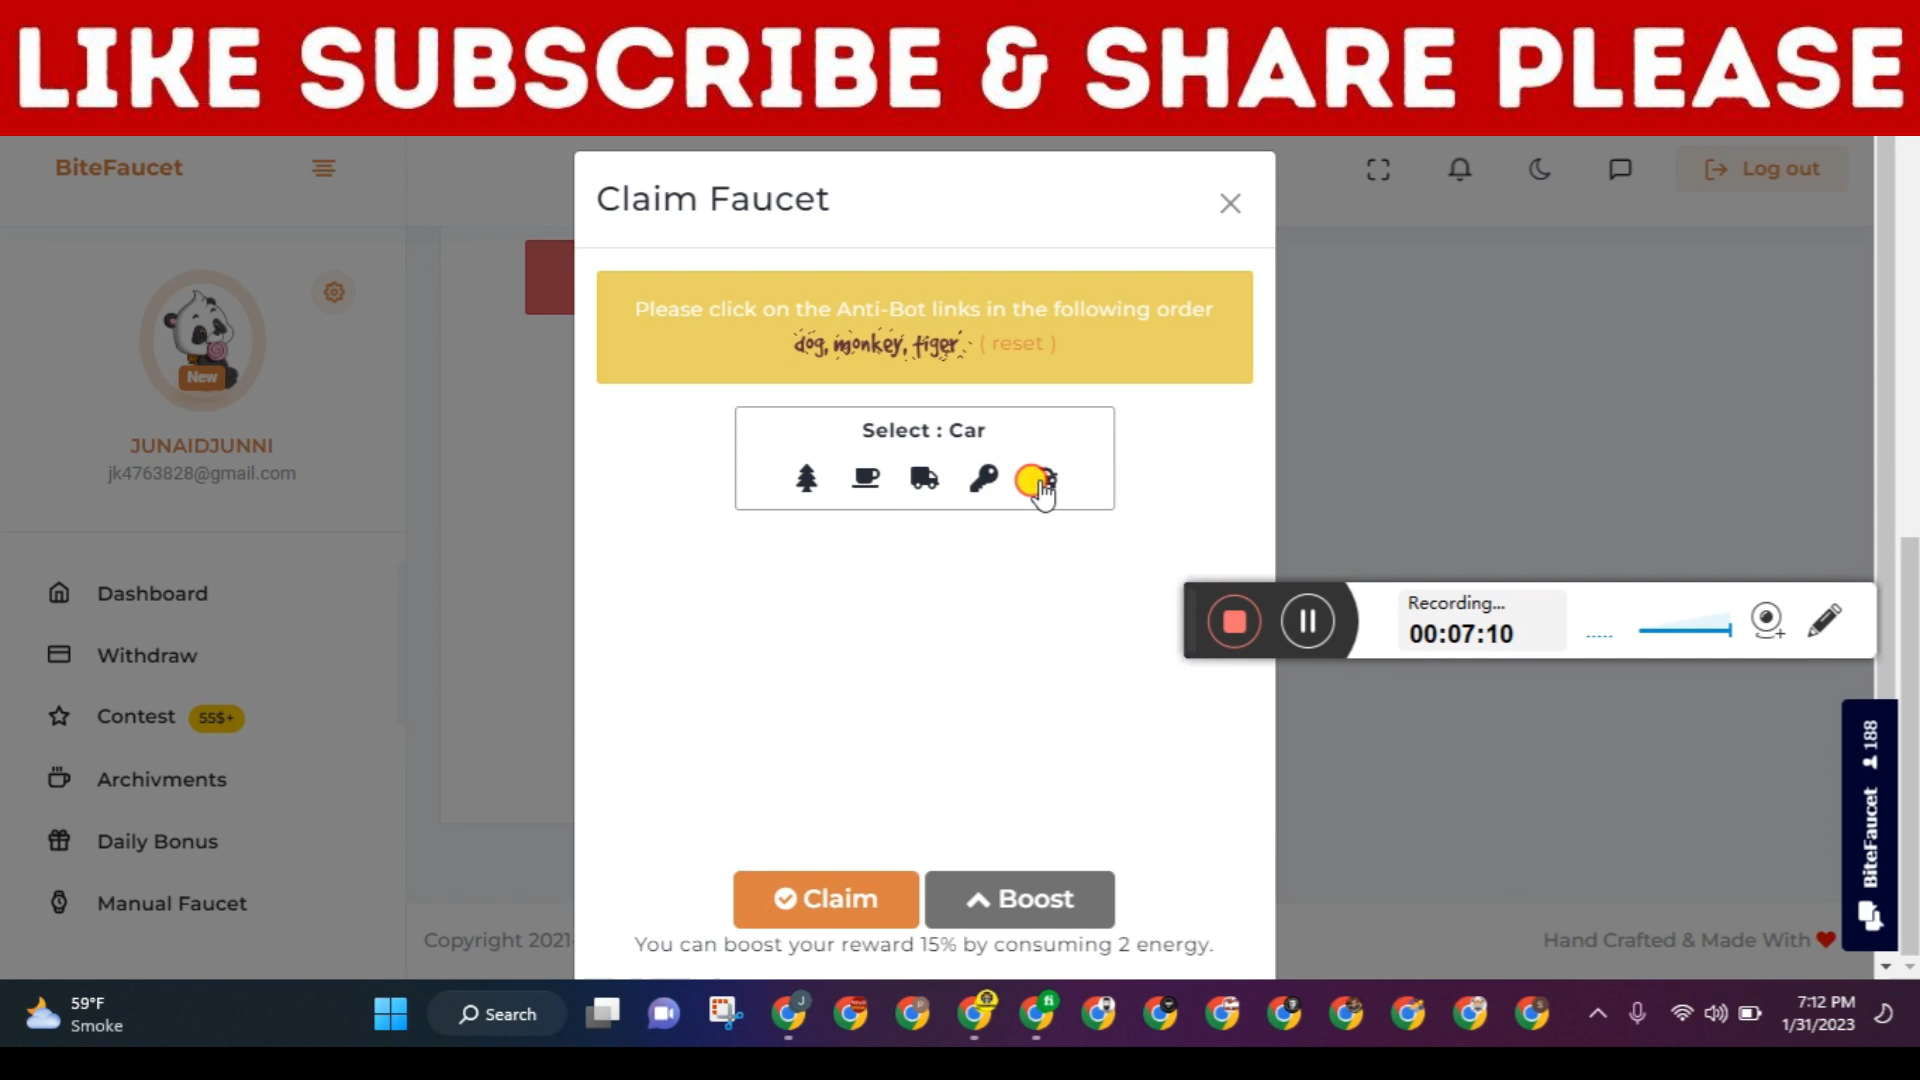 LIKE SUBSCRIBE & SHARE PLEASE
BiteFaucet
Log out
New
JUNAIDJUNNI
jk4763828@gmail.com
Dashboard
Withdraw
Contest 55$+
Archivments
Daily Bonus
Manual Faucet
Claim Faucet
Please click on the Anti-Bot links in the following order
dog, monkey, tiger ( reset )
Select : Car
Claim
Boost
You can boost your reward 15% by consuming 2 energy.
Recording...
00:07:10
BiteFaucet 188
Copyright 2021-
Hand Crafted & Made With
59°F
Smoke
Search
7:12 PM
1/31/2023